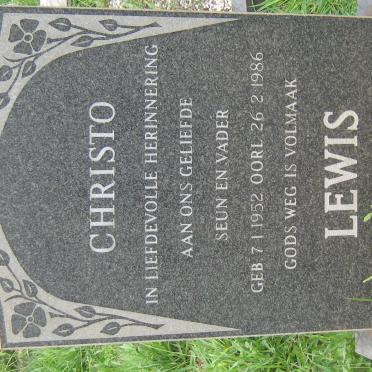 CHRISTO
IN LIEFDEVOLLE HERINNERING
AAN ONS GELIEFDE
SEUN EN VADER
GEB 7 1 1952 OORL 26 2 1986
GODS WEG IS VOLMAAK
LEWIS